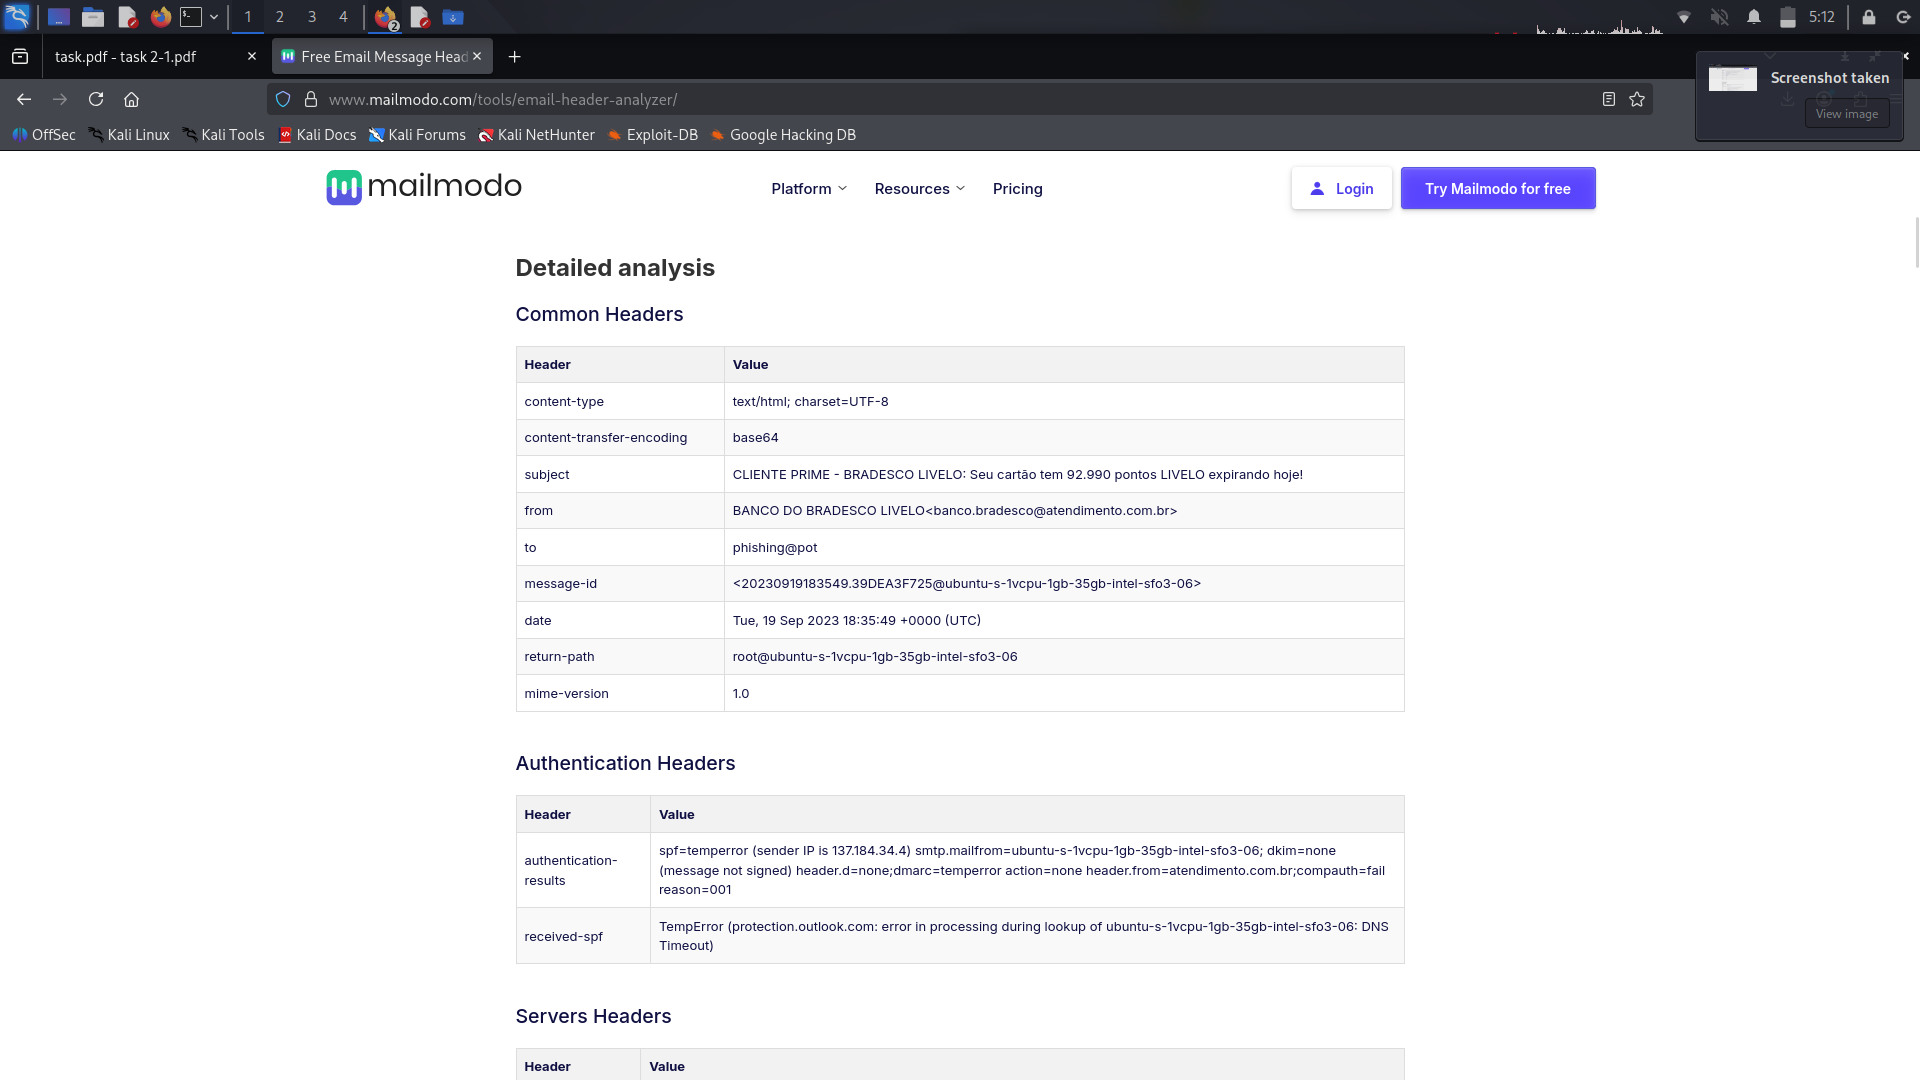 1 2 3 4 2 5:12
task.pdf - task 2-1.pdf
Free Email Message Head
www.mailmodo.com/tools/email-header-analyzer/
Screenshot taken
View image
OffSec Kali Linux Kali Tools Kali Docs Kali Forums Kali NetHunter Exploit-DB Google Hacking DB
mailmodo Platform Resources Pricing Login Try Mailmodo for free
Detailed analysis
Common Headers
Header Value
content-type text/html; charset=UTF-8
content-transfer-encoding base64
subject CLIENTE PRIME - BRADESCO LIVELO: Seu cartão tem 92.990 pontos LIVELO expirando hoje!
from BANCO DO BRADESCO LIVELO<banco.bradesco@atendimento.com.br>
to phishing@pot
message-id <20230919183549.39DEA3F725@ubuntu-s-1vcpu-1gb-35gb-intel-sfo3-06>
date Tue, 19 Sep 2023 18:35:49 +0000 (UTC)
return-path root@ubuntu-s-1vcpu-1gb-35gb-intel-sfo3-06
mime-version 1.0
Authentication Headers
Header Value
authentication-
results
spf=temperror (sender IP is 137.184.34.4) smtp.mailfrom=ubuntu-s-1vcpu-1gb-35gb-intel-sfo3-06; dkim=none
(message not signed) header.d=none;dmarc=temperror action=none header.from=atendimento.com.br;compauth=fail
reason=001
received-spf
TempError (protection.outlook.com: error in processing during lookup of ubuntu-s-1vcpu-1gb-35gb-intel-sfo3-06: DNS
Timeout)
Servers Headers
Header Value